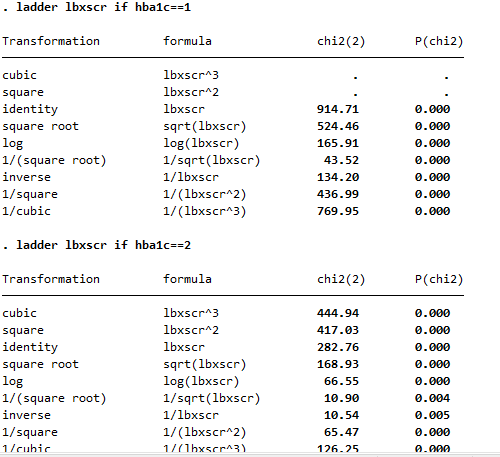 . ladder lbxscr if hba1c==1
Transformation formula chi2(2) P(chi2)
cubic lbxscr^3 . .
square lbxscr^2 . .
identity lbxscr 914.71 0.000
square root sqrt(lbxscr) 524.46 0.000
log log(lbxscr) 165.91 0.000
1/(square root) 1/sqrt(lbxscr) 43.52 0.000
inverse 1/lbxscr 134.20 0.000
1/square 1/(lbxscr^2) 436.99 0.000
1/cubic 1/(lbxscr^3) 769.95 0.000
. ladder lbxscr if hba1c==2
Transformation formula chi2(2) P(chi2)
cubic lbxscr^3 444.94 0.000
square lbxscr^2 417.03 0.000
identity lbxscr 282.76 0.000
square root sqrt(lbxscr) 168.93 0.000
log log(lbxscr) 66.55 0.000
1/(square root) 1/sqrt(lbxscr) 10.90 0.004
inverse 1/lbxscr 10.54 0.005
1/square 1/(lbxscr^2) 65.47 0.000
1/cubic 1/(lbxscr^3) 126.25 0.000